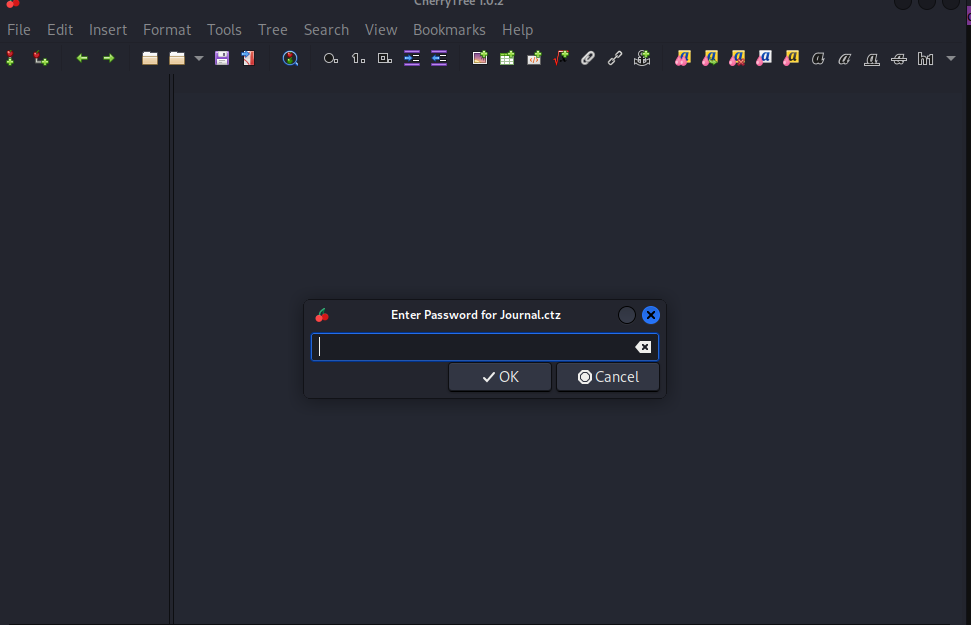 CherryTree 1.0.2
File Edit Insert Format Tools Tree Search View Bookmarks Help
Enter Password for Journal.ctz
OK Cancel